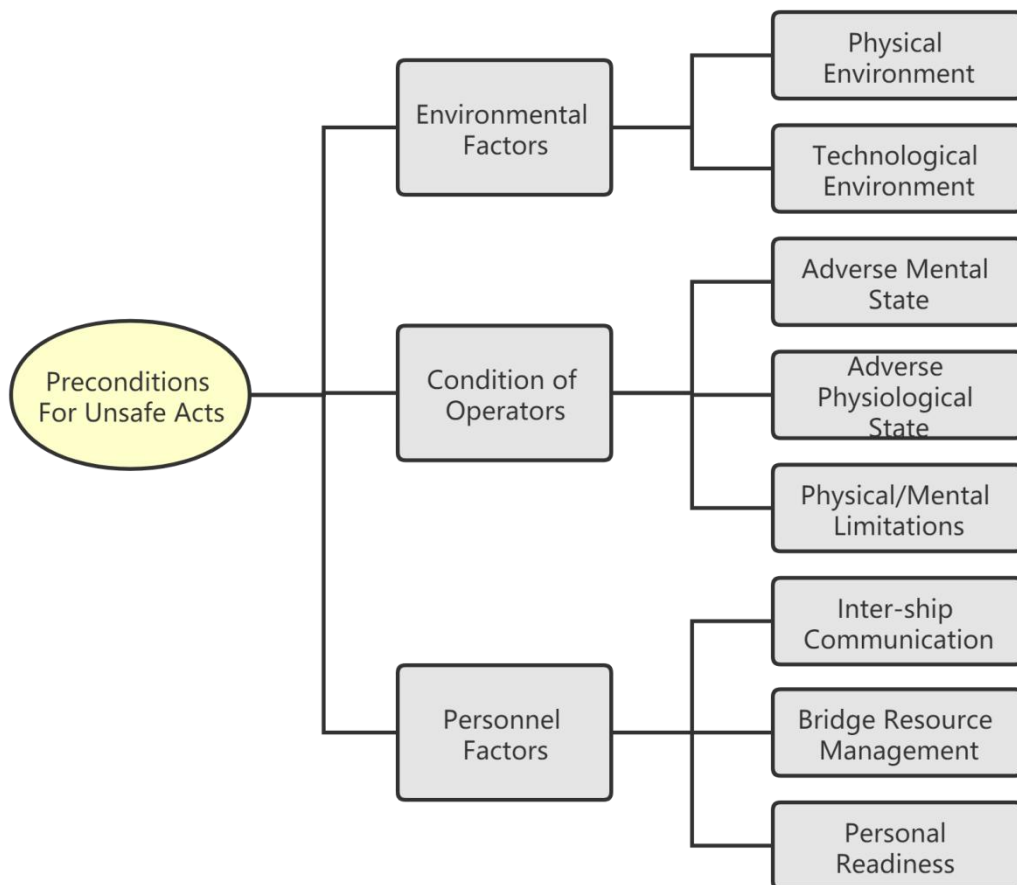 Preconditions
For Unsafe Acts
Environmental
Factors
Physical
Environment
Technological
Environment
Condition of
Operators
Adverse Mental
State
Adverse
Physiological
State
Physical/Mental
Limitations
Personnel
Factors
Inter-ship
Communication
Bridge Resource
Management
Personal
Readiness